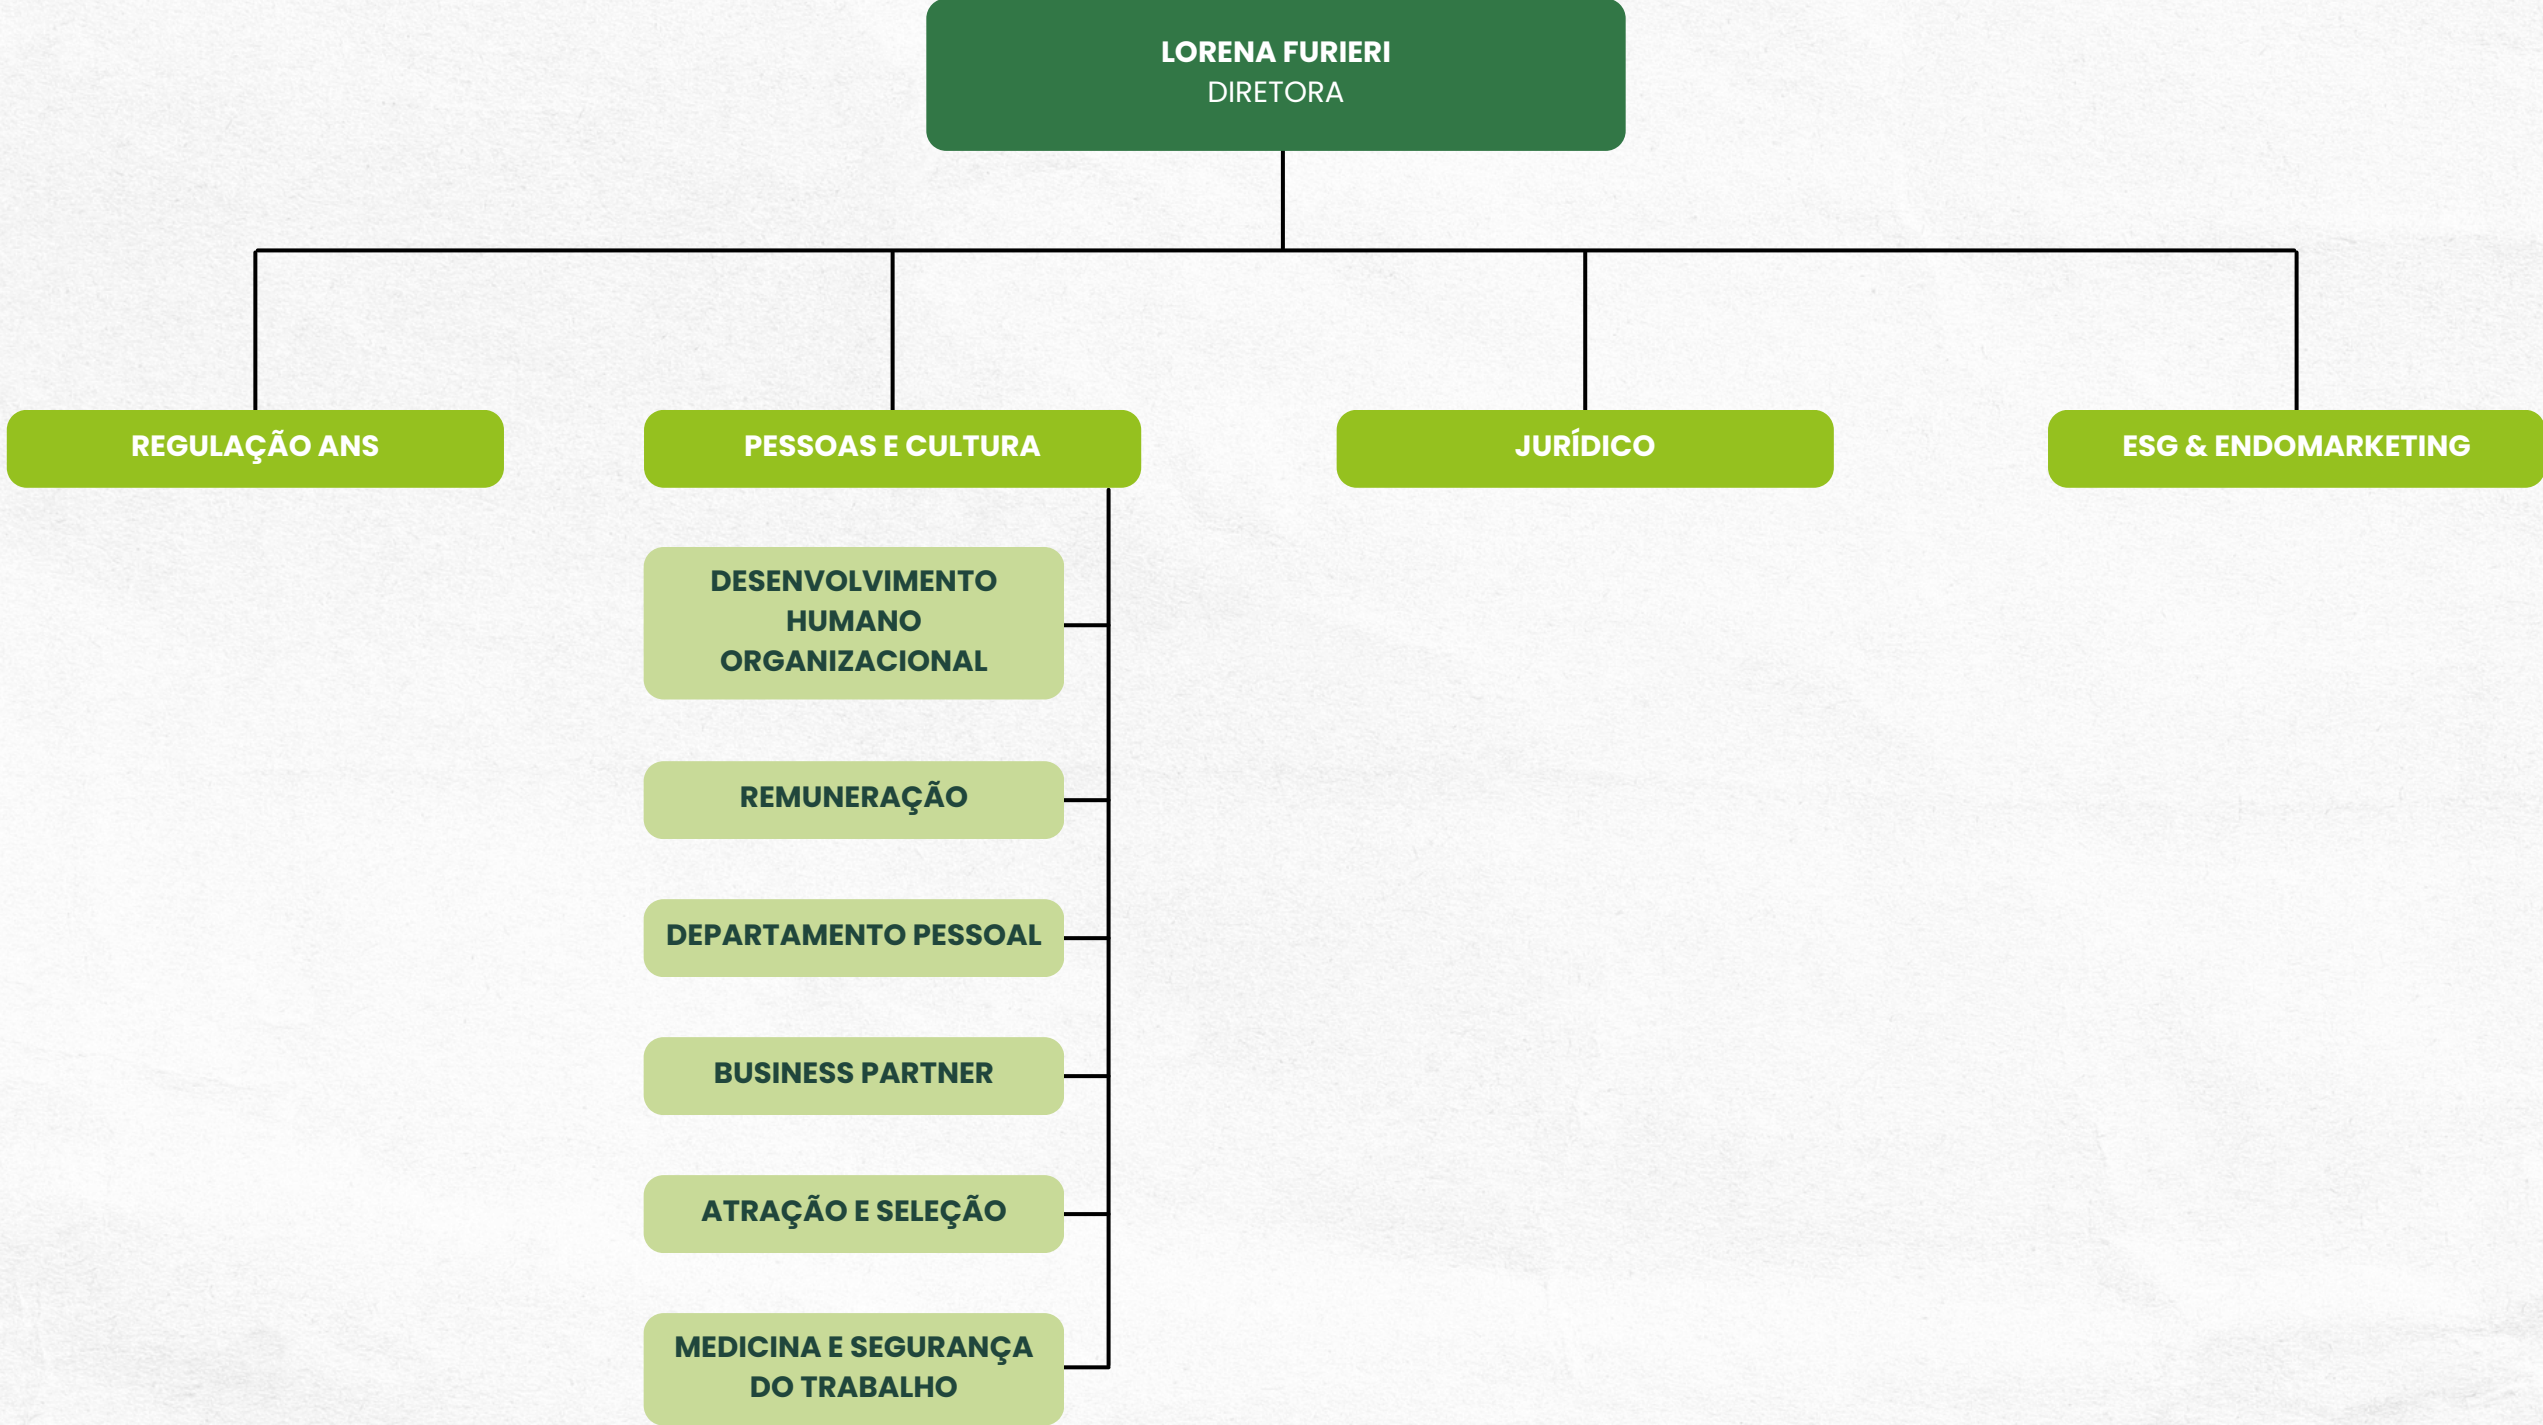 LORENA FURIERI
DIRETORA
REGULAÇÃO ANS
PESSOAS E CULTURA
JURÍDICO
ESG & ENDOMARKETING
DESENVOLVIMENTO
HUMANO
ORGANIZACIONAL
REMUNERAÇÃO
DEPARTAMENTO PESSOAL
BUSINESS PARTNER
ATRAÇÃO E SELEÇÃO
MEDICINA E SEGURANÇA
DO TRABALHO